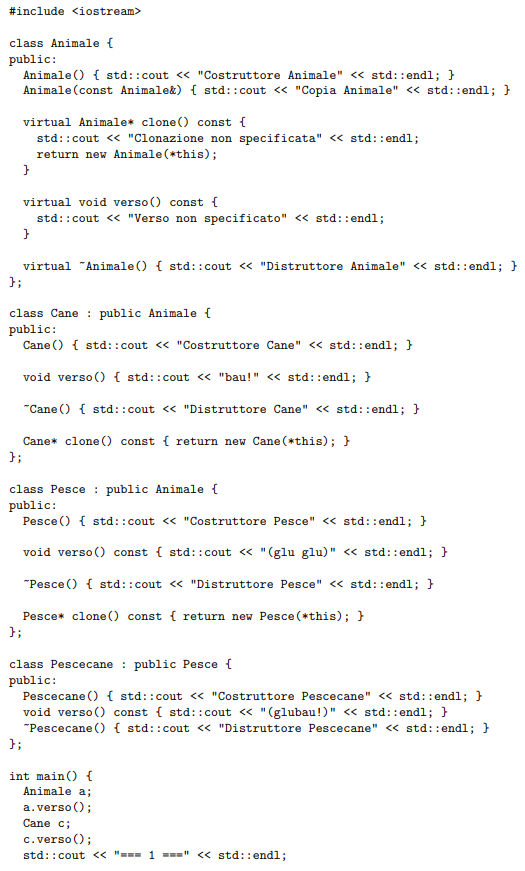 #include <iostream>

class Animale {
public:
  Animale() { std::cout << "Costruttore Animale" << std::endl; }
  Animale(const Animale&) { std::cout << "Copia Animale" << std::endl; }

  virtual Animale* clone() const {
    std::cout << "Clonazione non specificata" << std::endl;
    return new Animale(*this);
  }

  virtual void verso() const {
    std::cout << "Verso non specificato" << std::endl;
  }

  virtual ~Animale() { std::cout << "Distruttore Animale" << std::endl; }
};

class Cane : public Animale {
public:
  Cane() { std::cout << "Costruttore Cane" << std::endl; }

  void verso() { std::cout << "bau!" << std::endl; }

  ~Cane() { std::cout << "Distruttore Cane" << std::endl; }

  Cane* clone() const { return new Cane(*this); }
};

class Pesce : public Animale {
public:
  Pesce() { std::cout << "Costruttore Pesce" << std::endl; }

  void verso() const { std::cout << "(glu glu)" << std::endl; }

  ~Pesce() { std::cout << "Distruttore Pesce" << std::endl; }

  Pesce* clone() const { return new Pesce(*this); }
};

class Pescecane : public Pesce {
public:
  Pescecane() { std::cout << "Costruttore Pescecane" << std::endl; }
  void verso() const { std::cout << "(glubau!)" << std::endl; }
  ~Pescecane() { std::cout << "Distruttore Pescecane" << std::endl; }
};

int main() {
  Animale a;
  a.verso();
  Cane c;
  c.verso();
  std::cout << "=== 1 ===" << std::endl;